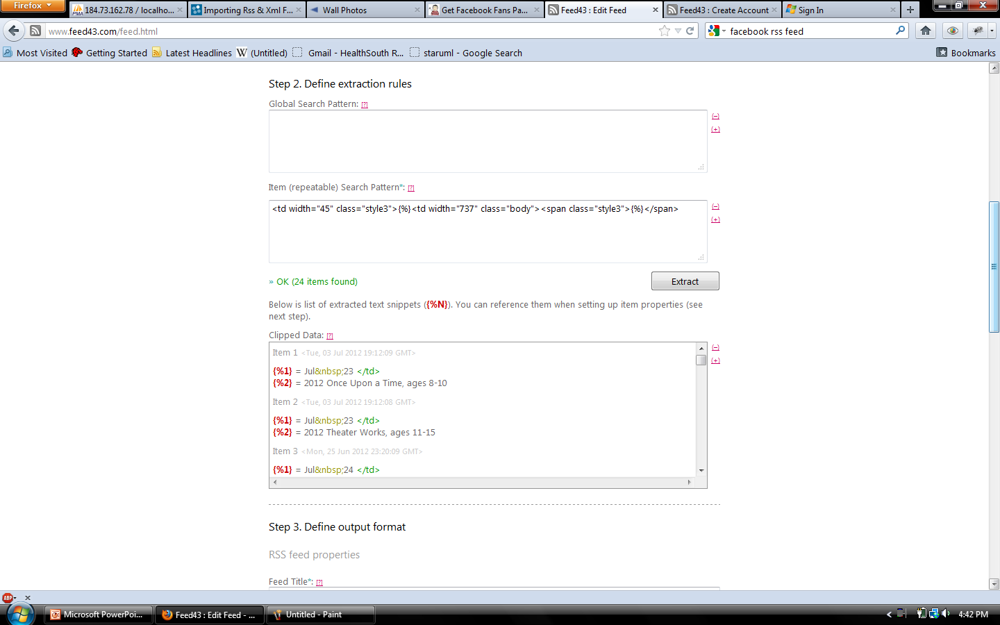 Firefox
184.73.162.78 / localho...
Importing Rss & Xml F...
Wall Photos
Get Facebook Fans Pa...
Feed43 : Edit Feed
Feed43 : Create Account
Sign In
www.feed43.com/feed.html
facebook rss feed
Most Visited
Getting Started
Latest Headlines
W (Untitled)
Gmail - HealthSouth R...
staruml - Google Search
Bookmarks
Step 2. Define extraction rules
Global Search Pattern: [?]
(−)
(+)
Item (repeatable) Search Pattern*: [?]
<td width="45" class="style3">{%}<td width="737" class="body"><span class="style3">{%}</span>
(−)
(+)
» OK (24 items found)
Extract
Below is list of extracted text snippets ({%N}). You can reference them when setting up item properties (see
next step).
Clipped Data: [?]
(−)
(+)
Item 1 <Tue, 03 Jul 2012 19:12:09 GMT>
{%1} = Jul&nbsp;23 </td>
{%2} = 2012 Once Upon a Time, ages 8-10
Item 2 <Tue, 03 Jul 2012 19:12:08 GMT>
{%1} = Jul&nbsp;23 </td>
{%2} = 2012 Theater Works, ages 11-15
Item 3 <Mon, 25 Jun 2012 23:20:09 GMT>
{%1} = Jul&nbsp;24 </td>
Step 3. Define output format
RSS feed properties
Feed Title*: [?]
ABP
Microsoft PowerPoi...
Feed43 : Edit Feed - ...
Untitled - Paint
4:42 PM